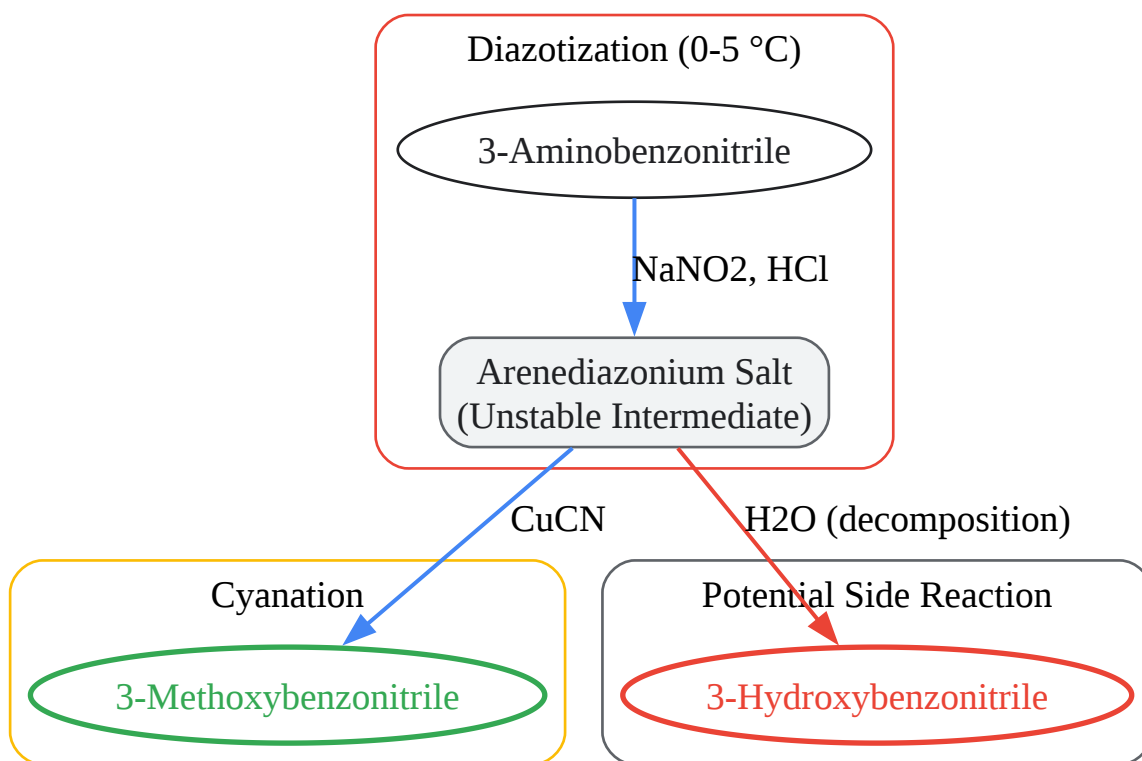 Diazotization (0-5 °C)
3-Aminobenzonitrile
NaNO2, HCl
Arenediazonium Salt
(Unstable Intermediate)
CuCN
H2O (decomposition)
Cyanation
3-Methoxybenzonitrile
Potential Side Reaction
3-Hydroxybenzonitrile